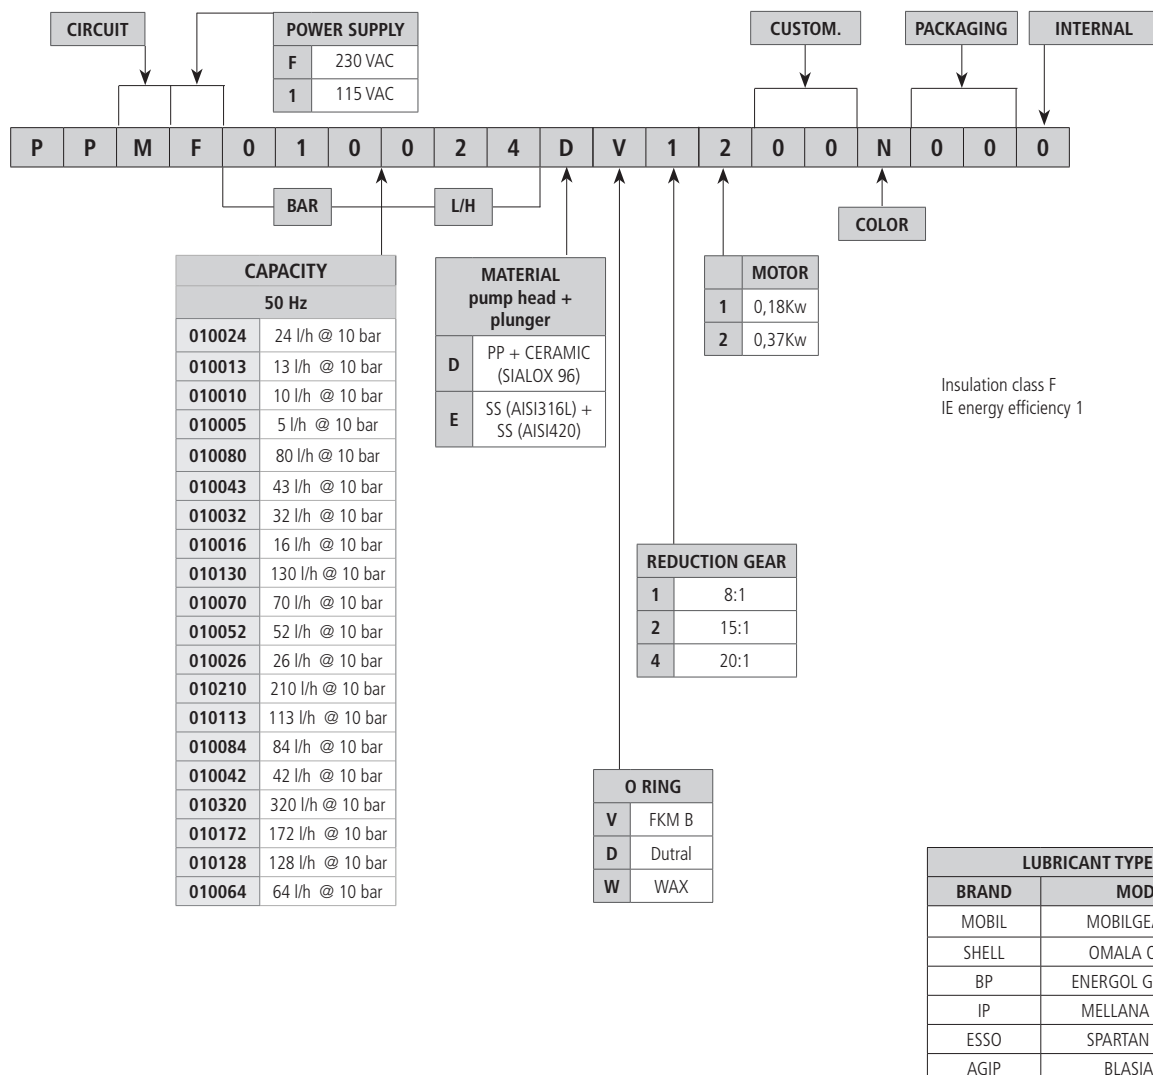 CIRCUIT
POWER SUPPLY
F 230 VAC
1 115 VAC
CUSTOM.
PACKAGING
INTERNAL
P P M F 0 1 0 0 2 4 D V 1 2 0 0 N 0 0 0
BAR
L/H
COLOR
CAPACITY
50 Hz
010024 24 l/h @ 10 bar
010013 13 l/h @ 10 bar
010010 10 l/h @ 10 bar
010005 5 l/h @ 10 bar
010080 80 l/h @ 10 bar
010043 43 l/h @ 10 bar
010032 32 l/h @ 10 bar
010016 16 l/h @ 10 bar
010130 130 l/h @ 10 bar
010070 70 l/h @ 10 bar
010052 52 l/h @ 10 bar
010026 26 l/h @ 10 bar
010210 210 l/h @ 10 bar
010113 113 l/h @ 10 bar
010084 84 l/h @ 10 bar
010042 42 l/h @ 10 bar
010320 320 l/h @ 10 bar
010172 172 l/h @ 10 bar
010128 128 l/h @ 10 bar
010064 64 l/h @ 10 bar
MATERIAL
pump head +
plunger
D PP + CERAMIC
(SIALOX 96)
E SS (AISI316L) +
SS (AISI420)
MOTOR
1 0,18Kw
2 0,37Kw
Insulation class F
IE energy efficiency 1
REDUCTION GEAR
1 8:1
2 15:1
4 20:1
O RING
V FKM B
D Dutral
W WAX
LUBRICANT TYPE
BRAND
MOBIL
SHELL OMALA
BP ENERGOL
IP MELLANA
ESSO SPARTAN
AGIP BLASIA